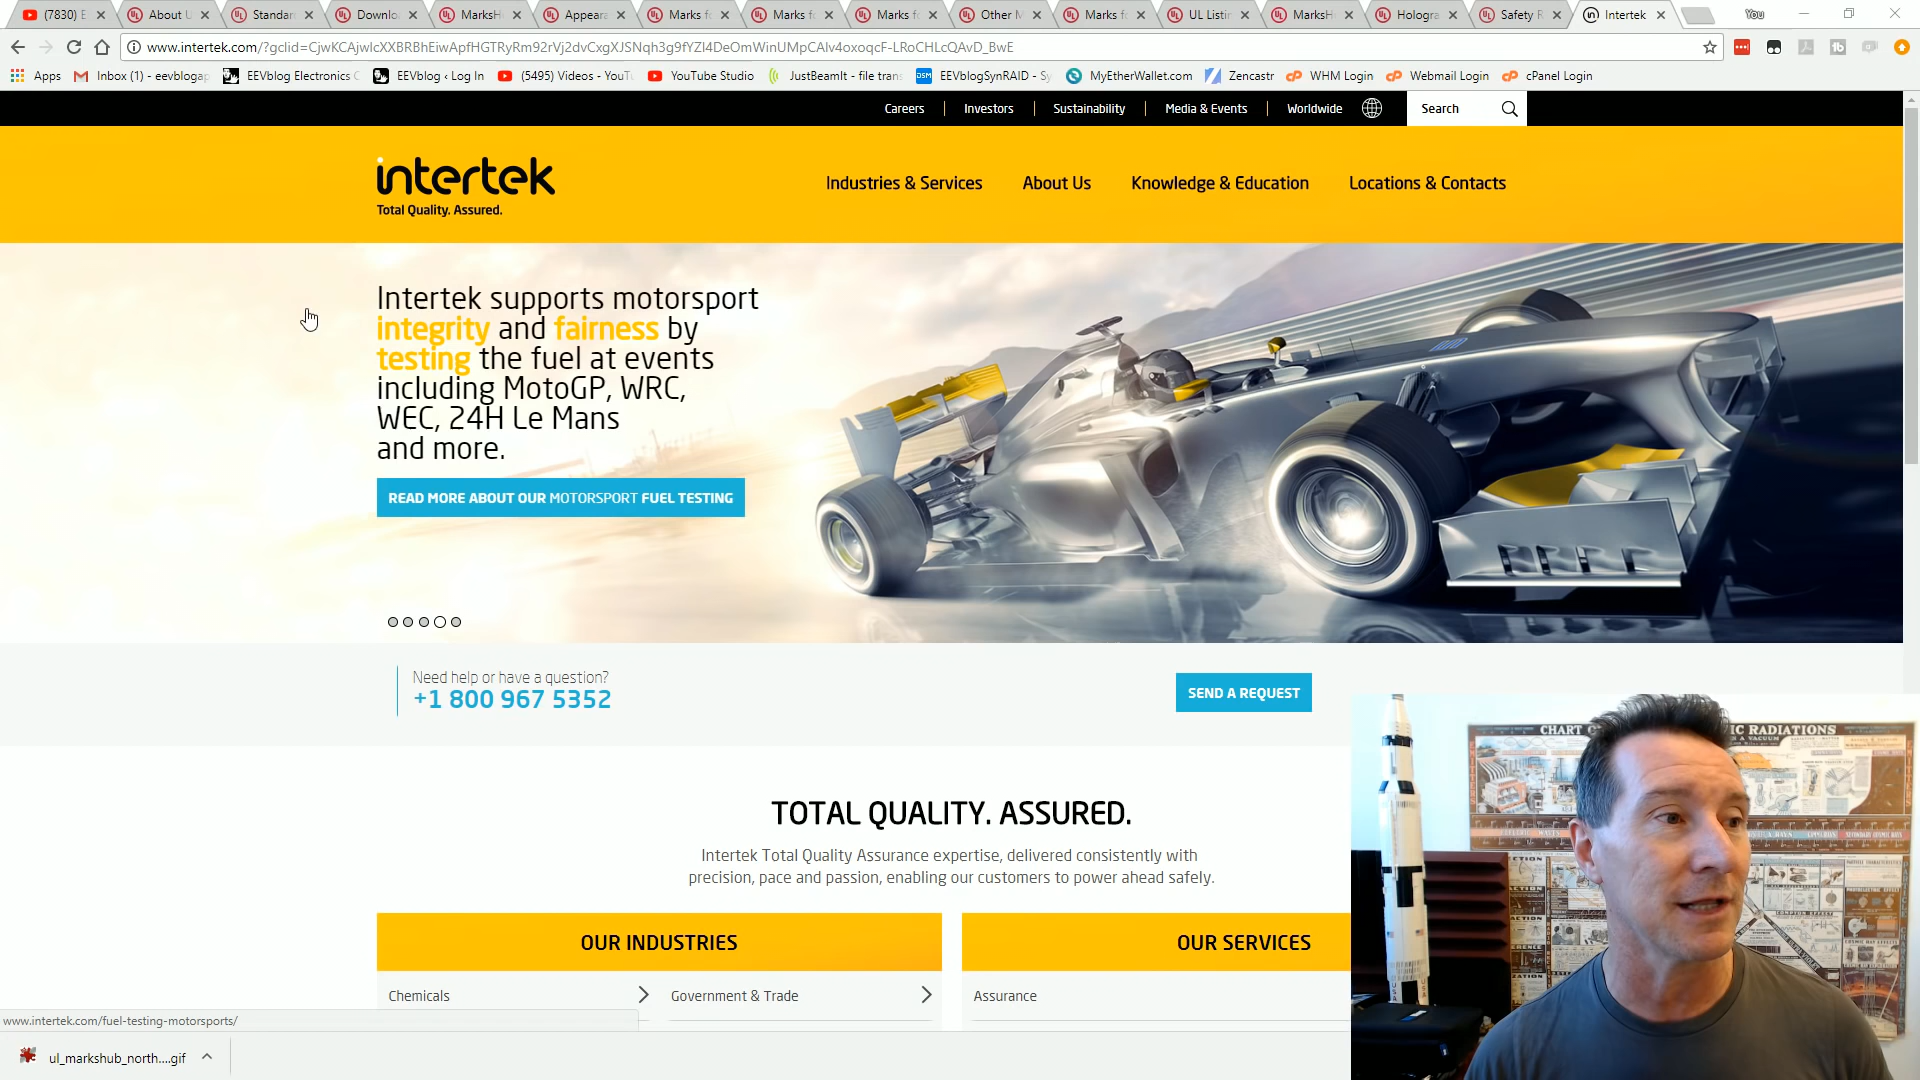 (7830) E
About U
Standar
Downlo
MarksH
Appeara
Marks fo
Marks fo
Marks fo
Other M
Marks fo
UL Listin
MarksHu
Hologra
Safety R
Intertek
You
www.intertek.com/?gclid=CjwKCAjwlcXXBRBhEiwApfHGTRyRm92rVj2dvCxgXJSNqh3g9fYZl4DeOmWinUMpCAlv4oxoqcF-LRoCHLcQAvD_BwE
Apps
Inbox (1) - eevblogap
EEVblog Electronics C
EEVblog ‹ Log In
(5495) Videos - YouTu
YouTube Studio
JustBeamIt - file trans
EEVblogSynRAID - Sy
MyEtherWallet.com
Zencastr
WHM Login
Webmail Login
cPanel Login
Careers
Investors
Sustainability
Media & Events
Worldwide
Search
intertek
Total Quality. Assured.
Industries & Services
About Us
Knowledge & Education
Locations & Contacts
Intertek supports motorsport
integrity and fairness by
testing the fuel at events
including MotoGP, WRC,
WEC, 24H Le Mans
and more.
READ MORE ABOUT OUR MOTORSPORT FUEL TESTING
Need help or have a question?
+1 800 967 5352
SEND A REQUEST
CHART
IC RADIATIONS
TOTAL QUALITY. ASSURED.
Intertek Total Quality Assurance expertise, delivered consistently with
precision, pace and passion, enabling our customers to power ahead safely.
OUR INDUSTRIES
OUR SERVICES
Chemicals
Government & Trade
Assurance
www.intertek.com/fuel-testing-motorsports/
ul_markshub_north....gif